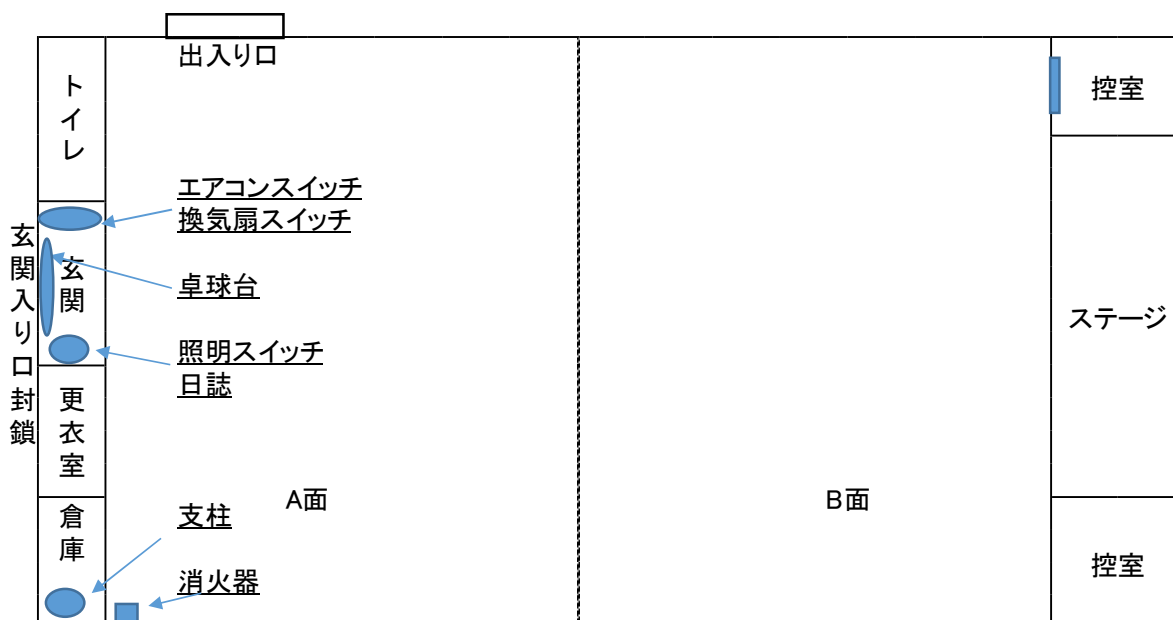 出入り口
トイレ
控室
エアコンスイッチ
換気扇スイッチ
玄関入り口封鎖
玄関
卓球台
ステージ
照明スイッチ
日誌
更衣室
A面
B面
倉庫
支柱
消火器
控室